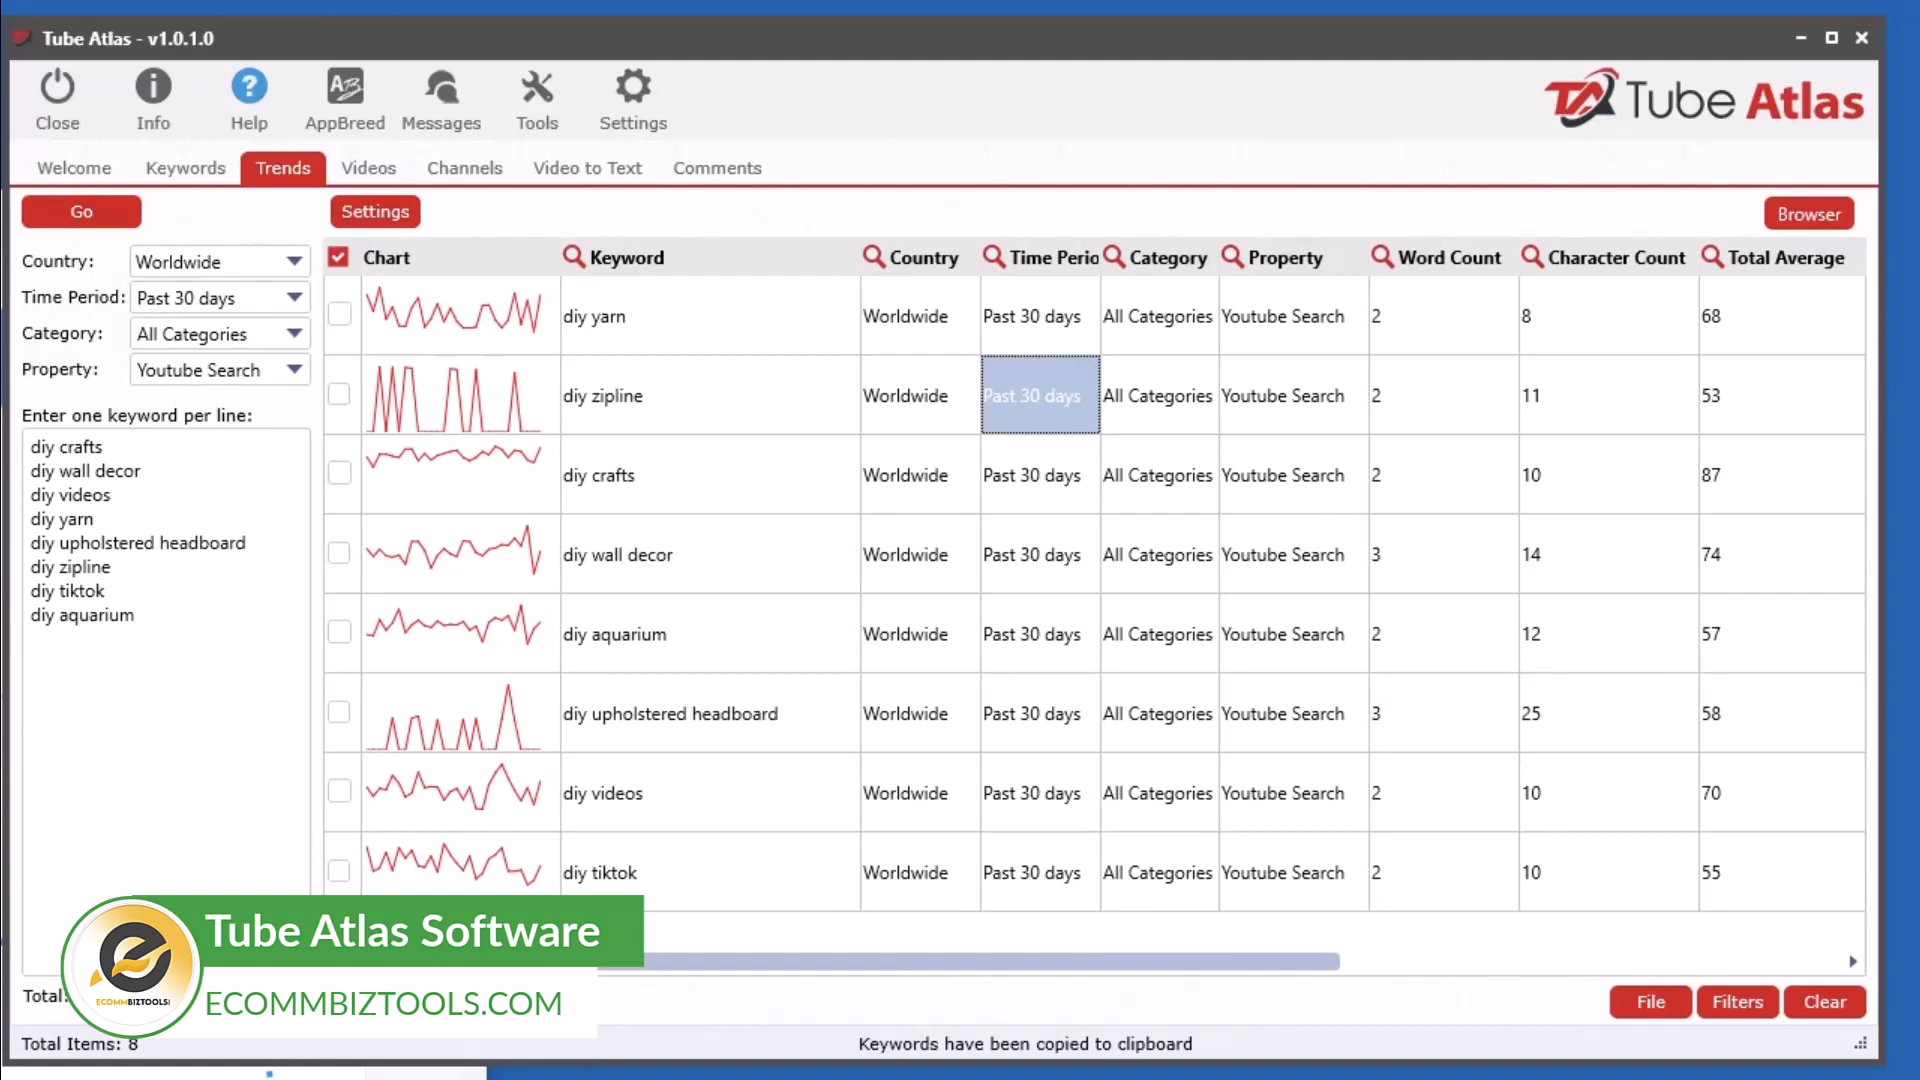 Tube Atlas - v1.0.1.0
Close Info Help AppBreed Messages Tools Settings
Tube Atlas
Welcome Keywords Trends Videos Channels Video to Text Comments
Go Settings Browser
Country: Worldwide
Time Period: Past 30 days
Category: All Categories
Property: Youtube Search
Enter one keyword per line:
diy crafts
diy wall decor
diy videos
diy yarn
diy upholstered headboard
diy zipline
diy tiktok
diy aquarium
Chart Keyword Country Time Perio Category Property Word Count Character Count Total Average
diy yarn Worldwide Past 30 days All Categories Youtube Search 2 8 68
diy zipline Worldwide Past 30 days All Categories Youtube Search 2 11 53
diy crafts Worldwide Past 30 days All Categories Youtube Search 2 10 87
diy wall decor Worldwide Past 30 days All Categories Youtube Search 3 14 74
diy aquarium Worldwide Past 30 days All Categories Youtube Search 2 12 57
diy upholstered headboard Worldwide Past 30 days All Categories Youtube Search 3 25 58
diy videos Worldwide Past 30 days All Categories Youtube Search 2 10 70
diy tiktok Worldwide Past 30 days All Categories Youtube Search 2 10 55
Tube Atlas Software
ECOMMBIZTOOLS
ECOMMBIZTOOLS.COM
Total:
File Filters Clear
Total Items: 8
Keywords have been copied to clipboard